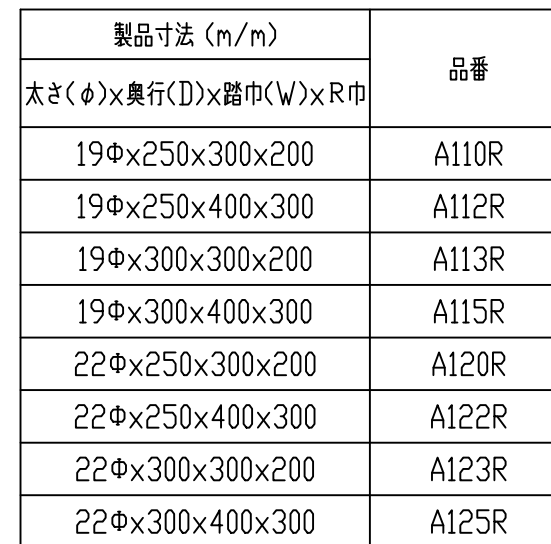 製品寸法 (m/m)
品番
太さ(φ)x奥行(D)x踏巾(W)xR巾
19Φx250x300x200 A110R
19Φx250x400x300 A112R
19Φx300x300x200 A113R
19Φx300x400x300 A115R
22Φx250x300x200 A120R
22Φx250x400x300 A122R
22Φx300x300x200 A123R
22Φx300x400x300 A125R